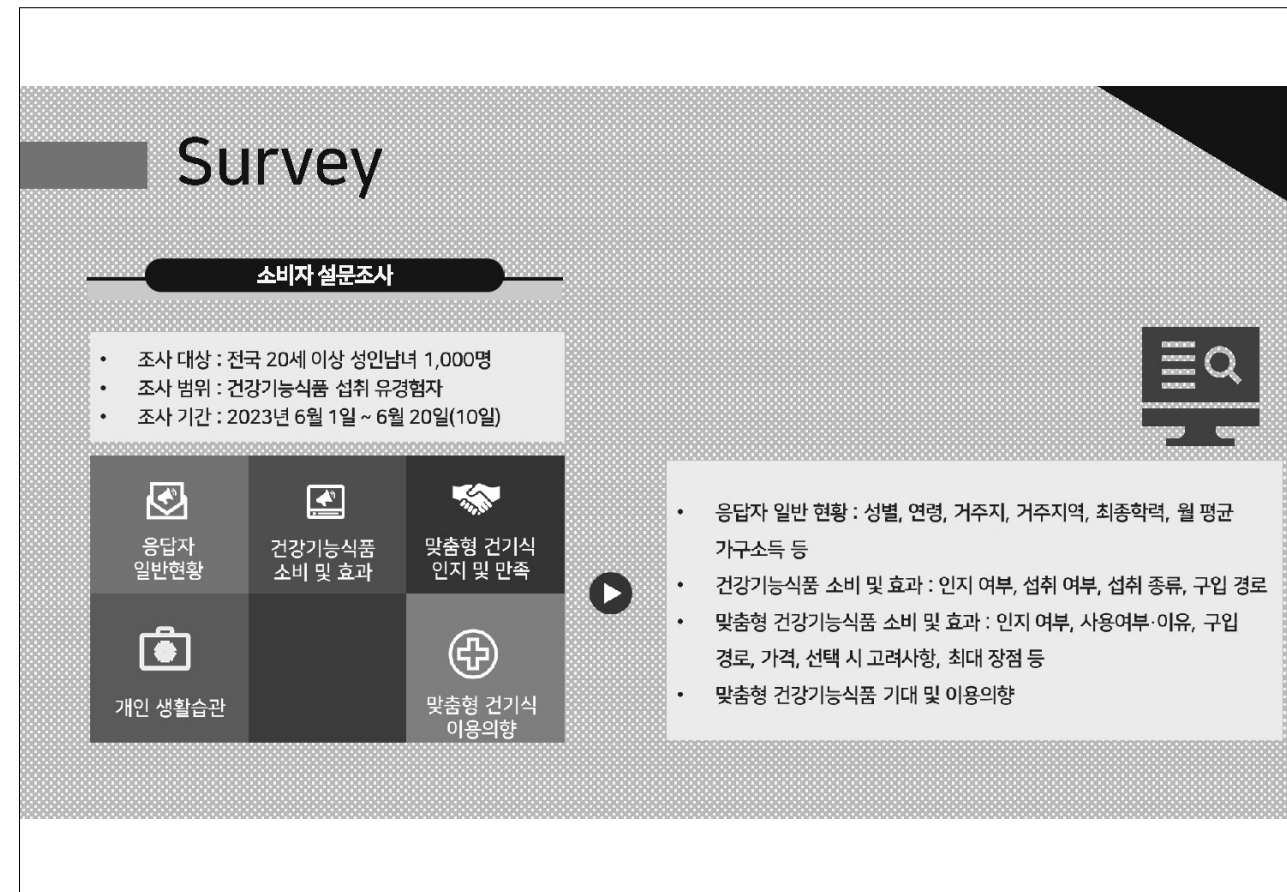 Survey
소비자 설문조사
• 조사 대상 : 전국 20세 이상 성인남녀 1,000명
• 조사 범위 : 건강기능식품 섭취 유경험자
• 조사 기간 : 2023년 6월 1일 ~ 6월 20일(10일)
응답자
일반현황
건강기능식품
소비 및 효과
맞춤형 건기식
인지 및 만족
개인 생활습관
맞춤형 건기식
이용의향
• 응답자 일반 현황 : 성별, 연령, 거주지, 거주지역, 최종학력, 월 평균
가구소득 등
• 건강기능식품 소비 및 효과 : 인지 여부, 섭취 여부, 섭취 종류, 구입 경로
• 맞춤형 건강기능식품 소비 및 효과 : 인지 여부, 사용여부·이유, 구입
경로, 가격, 선택 시 고려사항, 최대 장점 등
• 맞춤형 건강기능식품 기대 및 이용의향